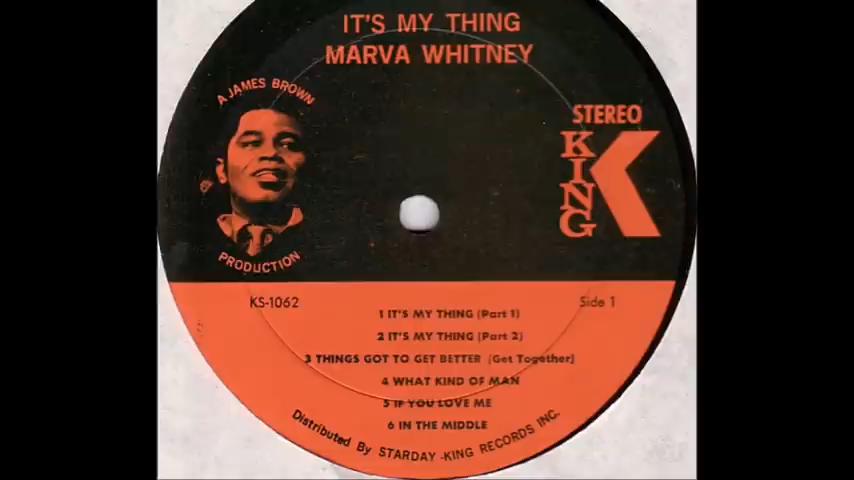 IT'S MY THING
MARVA WHITNEY
A JAMES BROWN
PRODUCTION
STEREO
KING
K
KS-1062
Side 1
1 IT'S MY THING (Part 1)
2 IT'S MY THING (Part 2)
3 THINGS GOT TO GET BETTER (Get Together)
4 WHAT KIND OF MAN
5 IF YOU LOVE ME
6 IN THE MIDDLE
Distributed By STARDAY-KING RECORDS INC.